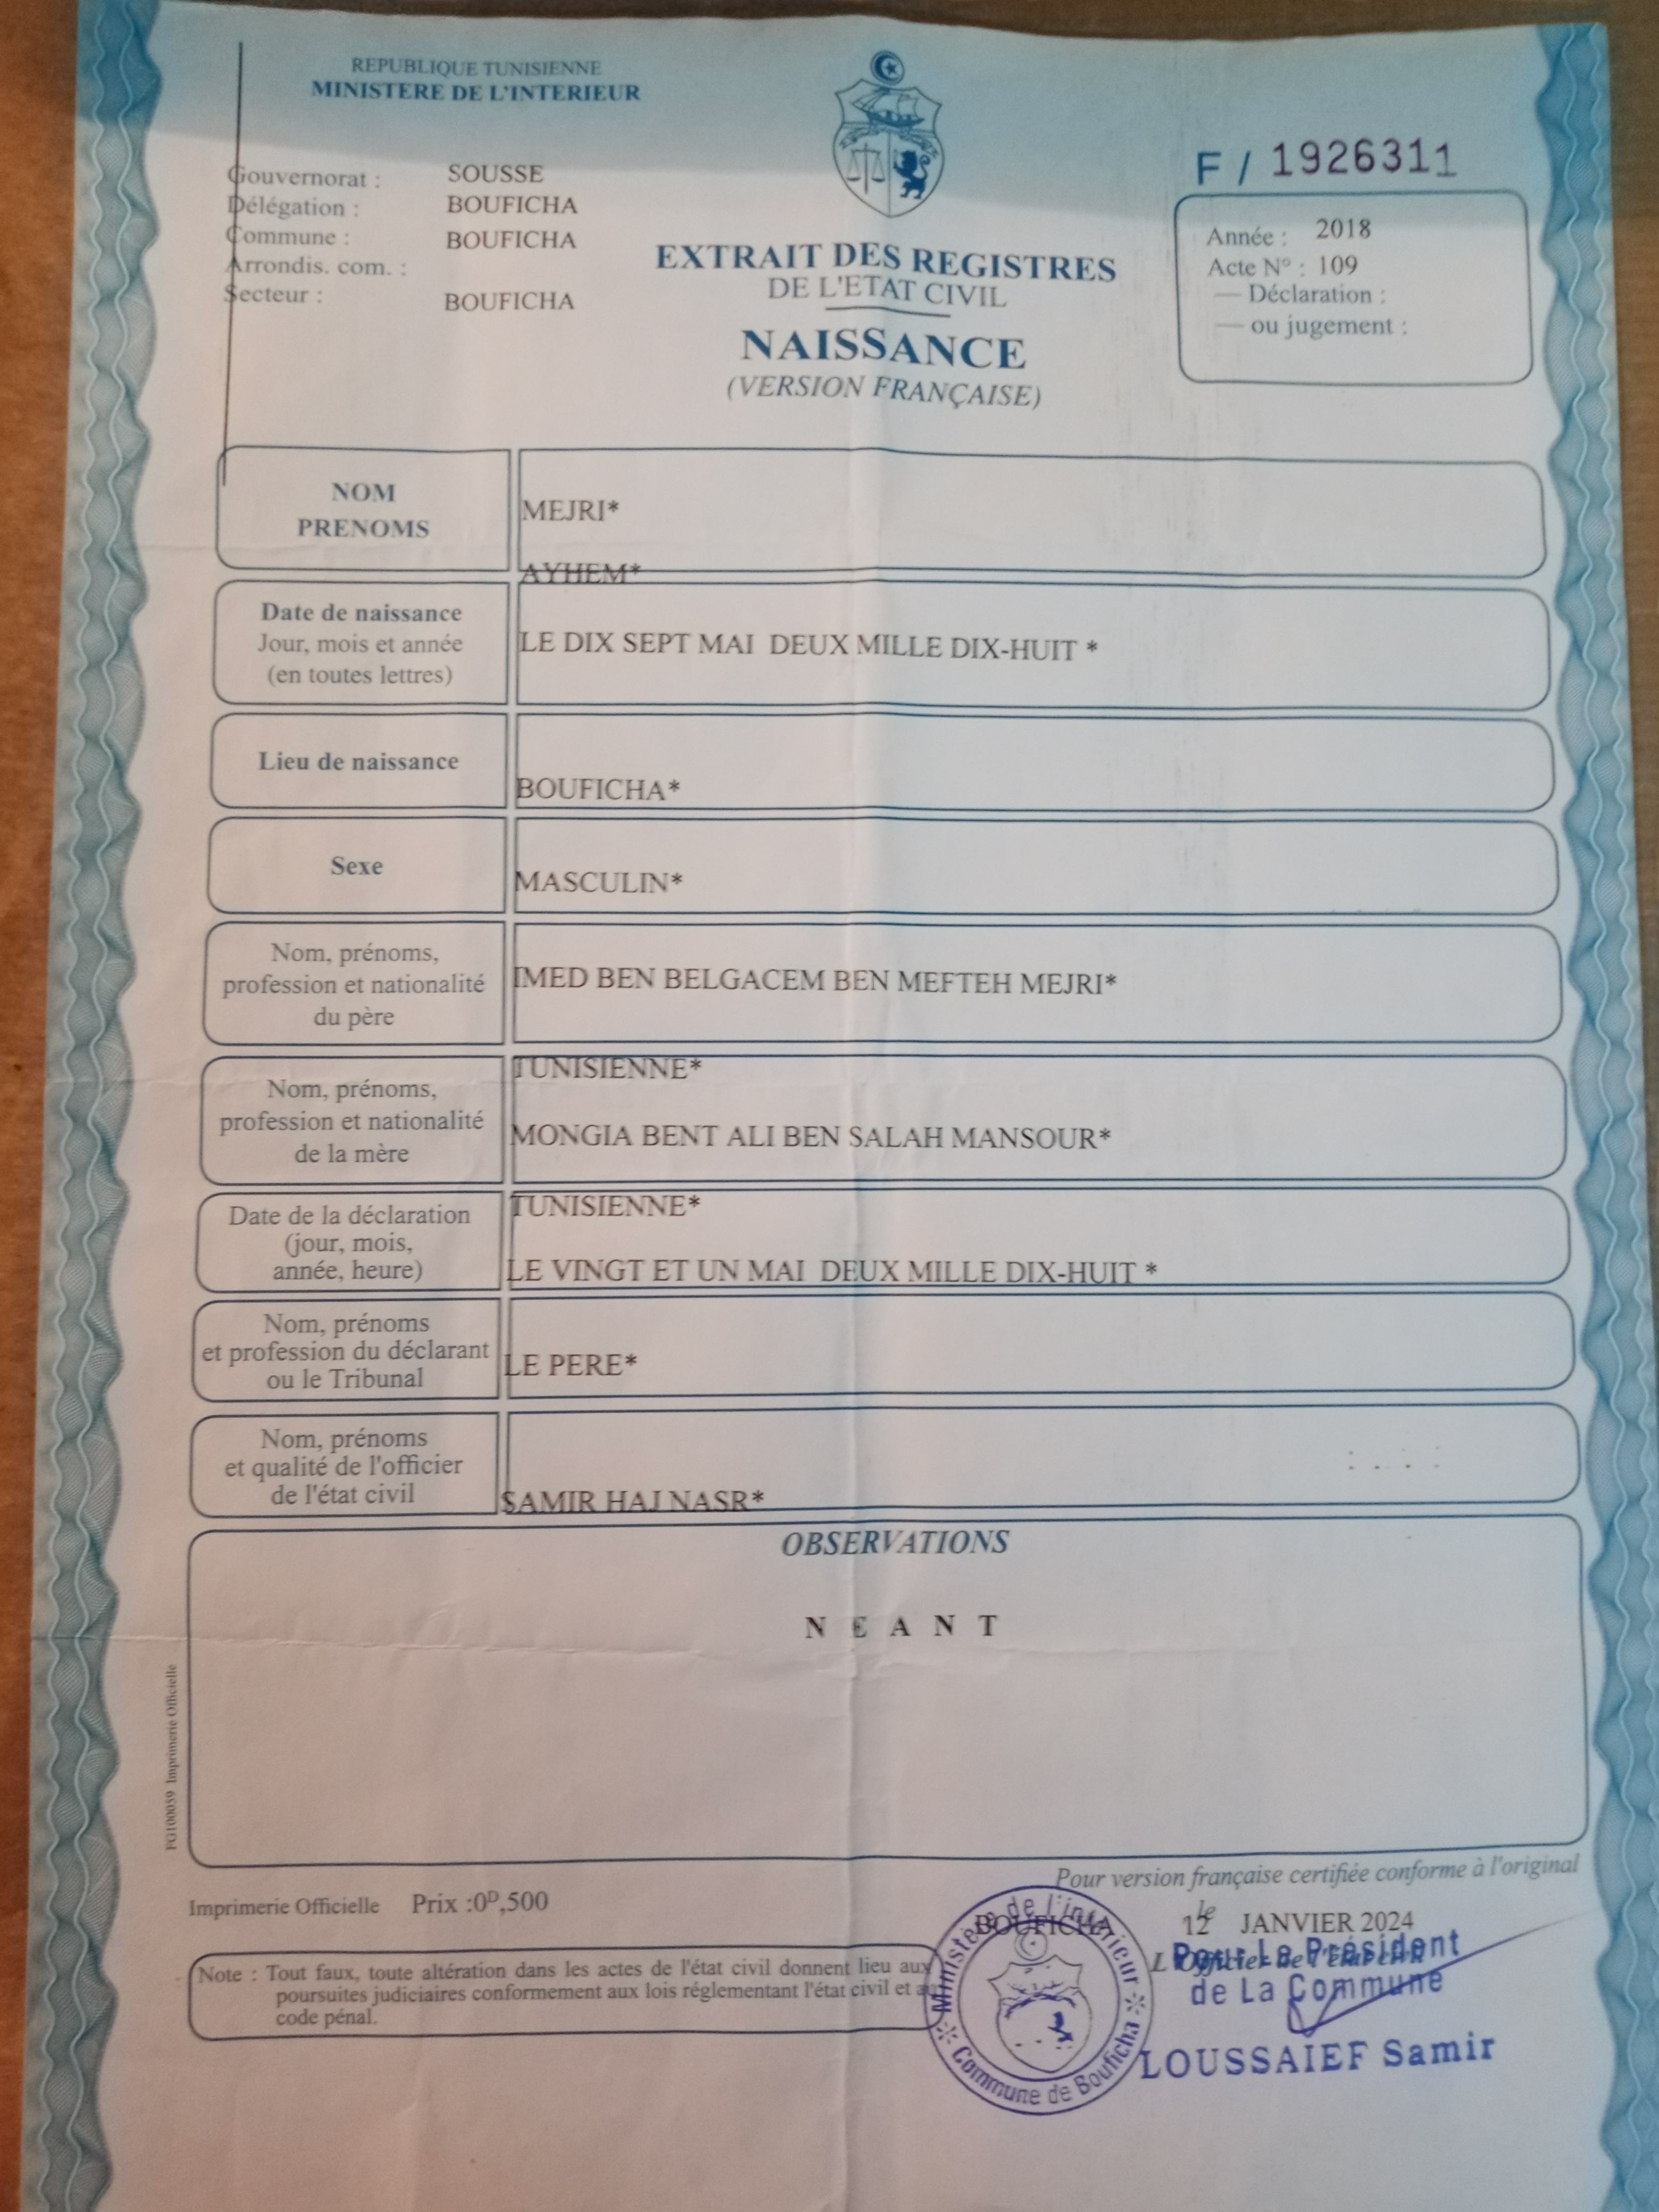 REPUBLIQUE TUNISIENNE
MINISTERE DE L'INTERIEUR
Gouvernorat : SOUSSE
Délégation : BOUFICHA
Commune : BOUFICHA
Arrondis. com. :
Secteur : BOUFICHA
F / 1926311
Année : 2018
Acte N° : 109
— Déclaration :
— ou jugement :
EXTRAIT DES REGISTRES
DE L'ETAT CIVIL
NAISSANCE
(VERSION FRANÇAISE)
NOM
PRENOMS
MEJRI*
AYHEM*
Date de naissance
Jour, mois et année
(en toutes lettres)
LE DIX SEPT MAI DEUX MILLE DIX-HUIT *
Lieu de naissance
BOUFICHA*
Sexe
MASCULIN*
Nom, prénoms,
profession et nationalité
du père
IMED BEN BELGACEM BEN MEFTEH MEJRI*
TUNISIENNE*
Nom, prénoms,
profession et nationalité
de la mère
MONGIA BENT ALI BEN SALAH MANSOUR*
TUNISIENNE*
Date de la déclaration
(jour, mois,
année, heure)
LE VINGT ET UN MAI DEUX MILLE DIX-HUIT *
Nom, prénoms
et profession du déclarant
ou le Tribunal
LE PERE*
Nom, prénoms
et qualité de l'officier
de l'état civil
SAMIR HAJ NASR*
OBSERVATIONS
N E A N T
FG100059 Imprimerie Officielle
Pour version française certifiée conforme à l'original
Imprimerie Officielle Prix :0D,500
BOUFICHA le 12 JANVIER 2024
L'Officier de l'état
Pour Le Président
de La Commune
LOUSSAIEF Samir
Ministère de l'intérieur
Commune de Bouficha
Note : Tout faux, toute altération dans les actes de l'état civil donnent lieu aux
poursuites judiciaires conformement aux lois réglementant l'état civil et au
code pénal.